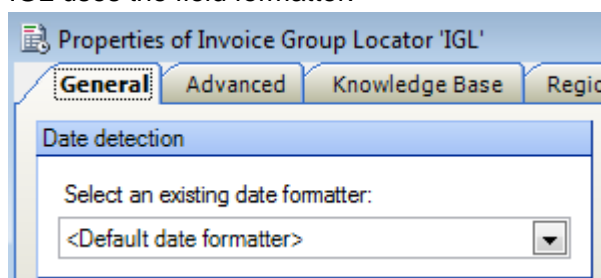 IGL uses the field formatter.
Properties of Invoice Group Locator 'IGL'
General Advanced Knowledge Base Regio
Date detection
Select an existing date formatter:
<Default date formatter>